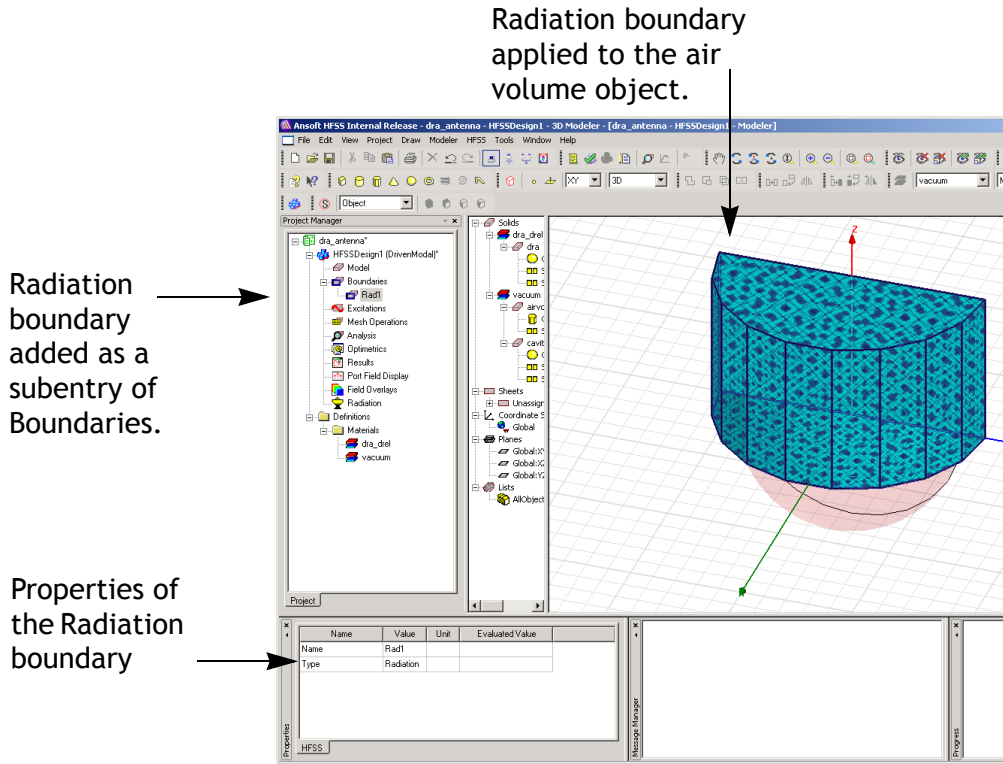 Radiation boundary
applied to the air
volume object.
Ansoft HFSS Internal Release - dra_antenna - HFSSDesign1 - 3D Modeler - [dra_antenna - HFSSDesign1 - Modeler]
File Edit View Project Draw Modeler HFSS Tools Window Help
XY 3D vacuum
Object
Project Manager
dra_antenna*
HFSSDesign1 (DrivenModal)*
Model
Boundaries
Rad1
Excitations
Mesh Operations
Analysis
Optimetrics
Results
Port Field Display
Field Overlays
Radiation
Definitions
Materials
dra_drel
vacuum
Project
Solids
dra_drel
dra
vacuum
airvo
cavit
Sheets
Unassign
Coordinate S
Global
Planes
Global:XY
Global:XZ
Global:YZ
Lists
AllObject
Z
Radiation
boundary
added as a
subentry of
Boundaries.
Properties of
the Radiation
boundary
Name Value Unit Evaluated Value
Name Rad1
Type Radiation
HFSS
Properties
Message Manager
Progress